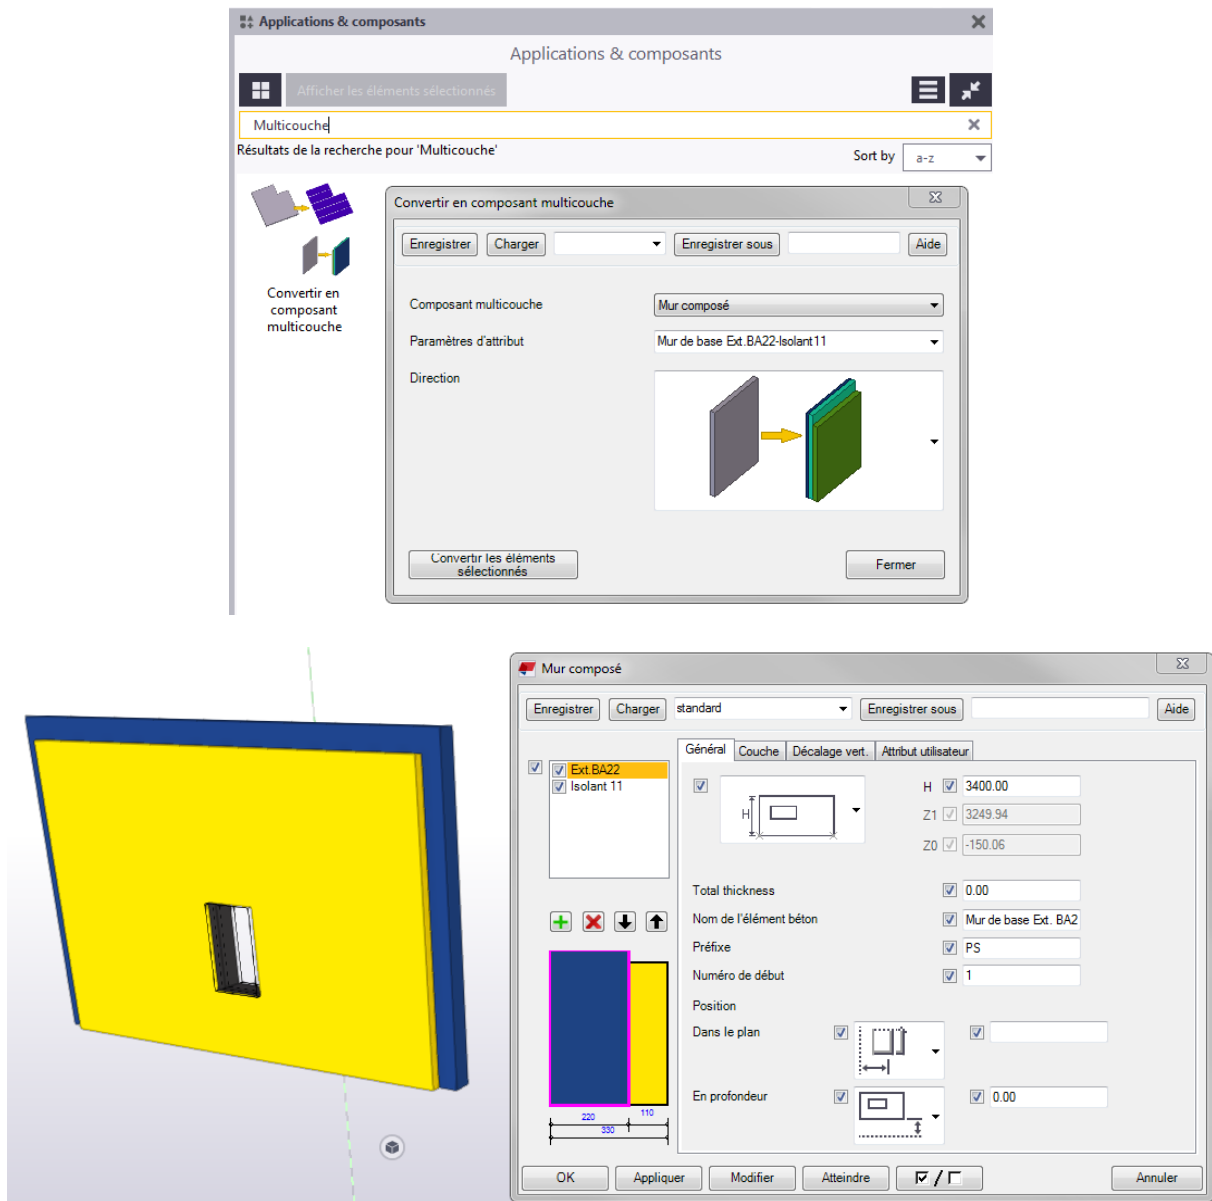 Applications & composants
Applications & composants
Afficher les éléments sélectionnés
Multicouche
Résultats de la recherche pour 'Multicouche'
Sort by a-z
Convertir en
composant
multicouche
Convertir en composant multicouche
Enregistrer Charger Enregistrer sous Aide
Composant multicouche Mur composé
Paramètres d'attribut Mur de base Ext.BA22-Isolant11
Direction
Convertir les éléments
sélectionnés
Fermer
Mur composé
Enregistrer Charger standard Enregistrer sous Aide
Ext.BA22
Isolant 11
Général Couche Décalage vert. Attribut utilisateur
H
H 3400.00
Z1 3249.94
Z0 -150.06
Total thickness 0.00
Nom de l'élément béton Mur de base Ext. BA2
Préfixe PS
Numéro de début 1
Position
Dans le plan
En profondeur 0.00
220 110
330
OK Appliquer Modifier Atteindre / Annuler